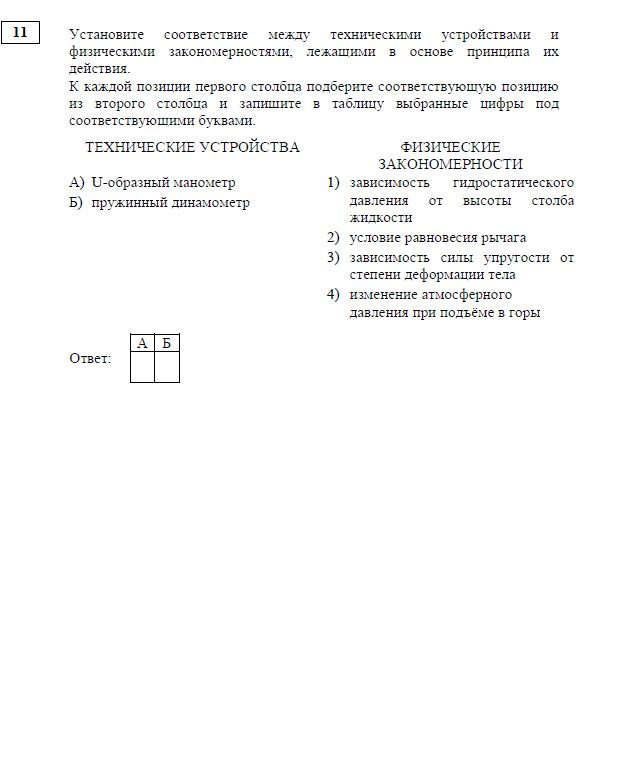 11
Установите соответствие между техническими устройствами и
физическими закономерностями, лежащими в основе принципа их
действия.
К каждой позиции первого столбца подберите соответствующую позицию
из второго столбца и запишите в таблицу выбранные цифры под
соответствующими буквами.
ТЕХНИЧЕСКИЕ УСТРОЙСТВА
А) U-образный манометр
Б) пружинный динамометр
ФИЗИЧЕСКИЕ
ЗАКОНОМЕРНОСТИ
1) зависимость гидростатического
давления от высоты столба
жидкости
2) условие равновесия рычага
3) зависимость силы упругости от
степени деформации тела
4) изменение атмосферного
давления при подъёме в горы
Ответ:
А Б